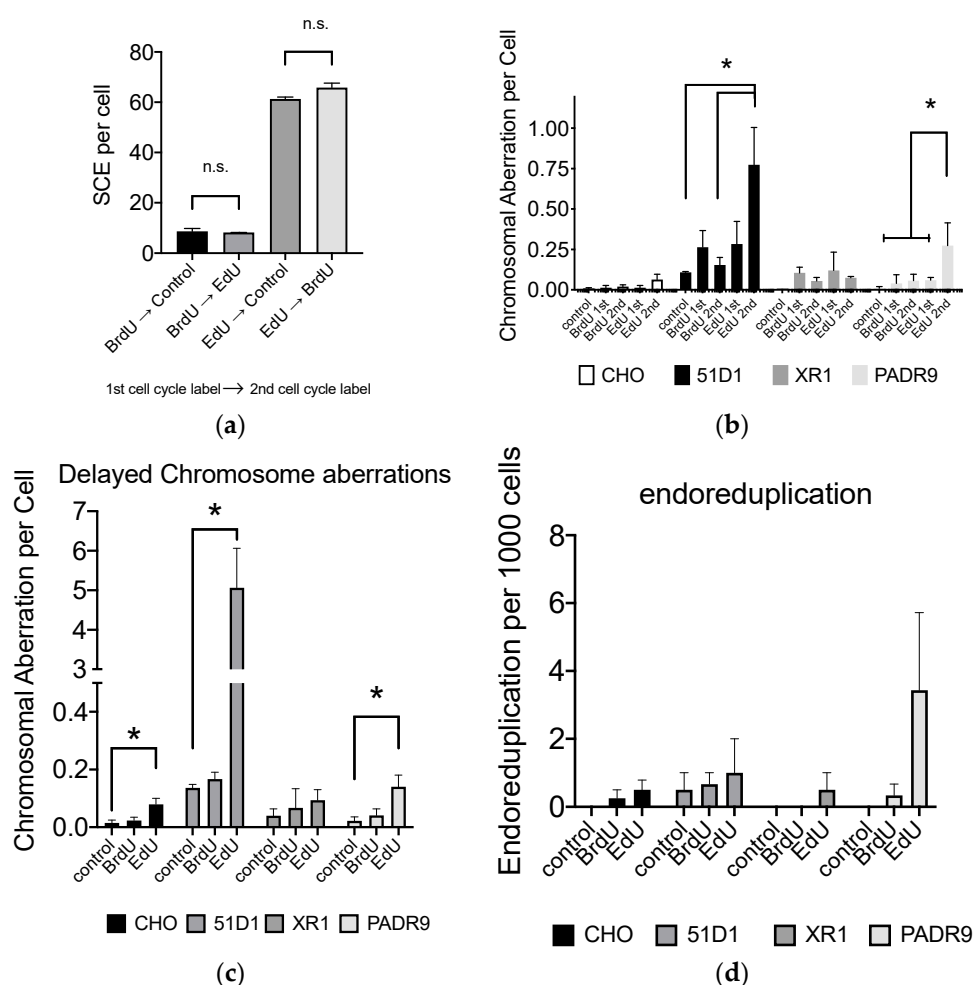 n.s.
n.s.
SCE per cell
80
60
40
20
0
BrdU → Control
BrdU → EdU
EdU → Control
EdU → BrdU
1st cell cycle label → 2nd cell cycle label
(a)
Chromosomal Aberration per Cell
*
*
1.00
0.75
0.50
0.25
0.00
control
BrdU 1st
BrdU 2nd
EdU 1st
EdU 2nd
control
BrdU 1st
BrdU 2nd
EdU 1st
EdU 2nd
control
BrdU 1st
BrdU 2nd
EdU 1st
EdU 2nd
control
BrdU 1st
BrdU 2nd
EdU 1st
EdU 2nd
CHO 51D1 XR1 PADR9
(b)
Delayed Chromosome aberrations
Chromosomal Aberration per Cell
7
6
5
4
3
0.4
0.2
0.0
*
*
*
control
BrdU
EdU
control
BrdU
EdU
control
BrdU
EdU
control
BrdU
EdU
CHO 51D1 XR1 PADR9
(c)
endoreduplication
Endoreduplication per 1000 cells
8
6
4
2
0
control
BrdU
EdU
control
BrdU
EdU
control
BrdU
EdU
control
BrdU
EdU
CHO 51D1 XR1 PADR9
(d)